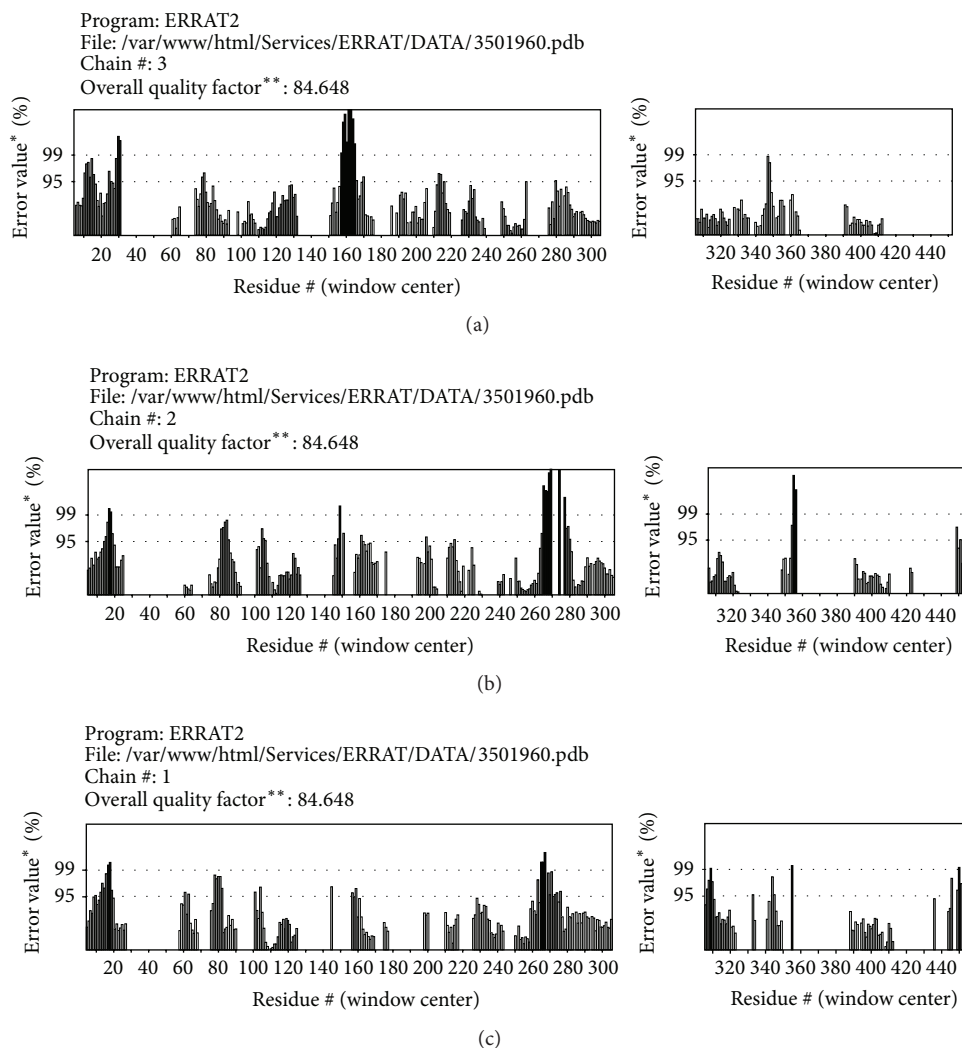 Program: ERRAT2
File: /var/www/html/Services/ERRAT/DATA/3501960.pdb
Chain #: 3
Overall quality factor**: 84.648
Error value* (%)
99
95
20 40 60 80 100 120 140 160 180 200 220 240 260 280 300
Residue # (window center)
Error value* (%)
99
95
320 340 360 380 400 420 440
Residue # (window center)
(a)
Program: ERRAT2
File: /var/www/html/Services/ERRAT/DATA/3501960.pdb
Chain #: 2
Overall quality factor**: 84.648
Error value* (%)
99
95
20 40 60 80 100 120 140 160 180 200 220 240 260 280 300
Residue # (window center)
Error value* (%)
99
95
320 340 360 380 400 420 440
Residue # (window center)
(b)
Program: ERRAT2
File: /var/www/html/Services/ERRAT/DATA/3501960.pdb
Chain #: 1
Overall quality factor**: 84.648
Error value* (%)
99
95
20 40 60 80 100 120 140 160 180 200 220 240 260 280 300
Residue # (window center)
Error value* (%)
99
95
320 340 360 380 400 420 440
Residue # (window center)
(c)